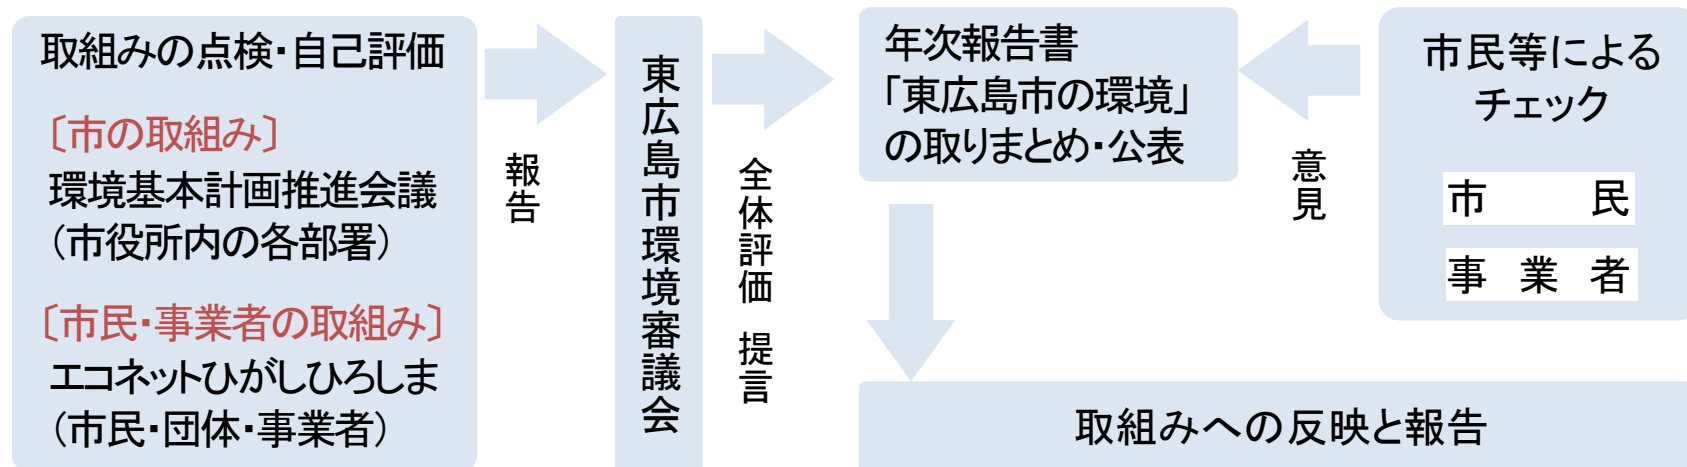 取組みの点検・自己評価
〔市の取組み〕
環境基本計画推進会議
(市役所内の各部署)
〔市民・事業者の取組み〕
エコネットひがしひろしま
(市民・団体・事業者)
報告
東広島市環境審議会
全体評価 提言
年次報告書
「東広島市の環境」
の取りまとめ・公表
意見
市民等による
チェック
市 民
事 業 者
取組みへの反映と報告